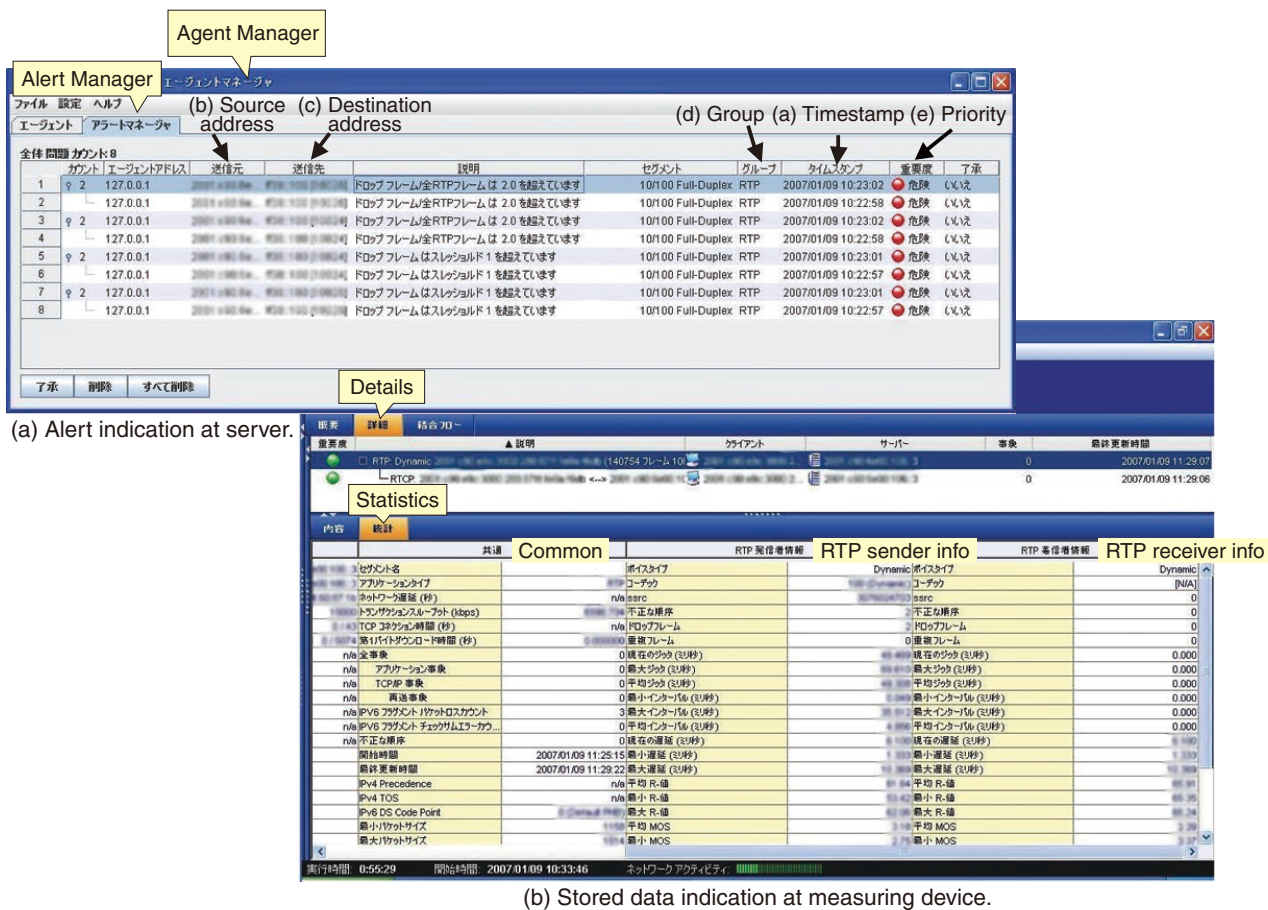 Agent Manager
Alert Manager
エージェントマネージャ
ファイル 設定 ヘルプ
(b) Source address
(c) Destination address
(d) Group
(a) Timestamp
(e) Priority
エージェント
アラートマネージャ
全体 問題 カウント: 8
カウント エージェントアドレス 送信元 送信先 説明 セグメント グループ タイムスタンプ 重要度 了承
1 2 127.0.0.1 ドロップ フレーム/全RTPフレーム は 2.0 を超えています 10/100 Full-Duplex RTP 2007/01/09 10:23:02 危険 いいえ
2 127.0.0.1 ドロップ フレーム/全RTPフレーム は 2.0 を超えています 10/100 Full-Duplex RTP 2007/01/09 10:22:58 危険 いいえ
3 2 127.0.0.1 ドロップ フレーム/全RTPフレーム は 2.0 を超えています 10/100 Full-Duplex RTP 2007/01/09 10:23:02 危険 いいえ
4 127.0.0.1 ドロップ フレーム/全RTPフレーム は 2.0 を超えています 10/100 Full-Duplex RTP 2007/01/09 10:22:58 危険 いいえ
5 2 127.0.0.1 ドロップ フレーム はスレッショルド 1 を超えています 10/100 Full-Duplex RTP 2007/01/09 10:23:01 危険 いいえ
6 127.0.0.1 ドロップ フレーム はスレッショルド 1 を超えています 10/100 Full-Duplex RTP 2007/01/09 10:22:57 危険 いいえ
7 2 127.0.0.1 ドロップ フレーム はスレッショルド 1 を超えています 10/100 Full-Duplex RTP 2007/01/09 10:23:01 危険 いいえ
8 127.0.0.1 ドロップ フレーム はスレッショルド 1 を超えています 10/100 Full-Duplex RTP 2007/01/09 10:22:57 危険 いいえ
了承 削除 すべて削除
(a) Alert indication at server.
Details
概要 詳細 結合フロー
重要度 ▲ 説明 クライアント サーバー 事象 最終更新時間
RTP: Dynamic (140754 フレーム 0 2007/01/09 11:29:07
RTCP: <--> 0 2007/01/09 11:29:06
Statistics
内容 統計
共通 Common RTP 発信者情報 RTP sender info RTP 着信者情報 RTP receiver info
セグメント名 ボイスタイプ Dynamic ボイスタイプ Dynamic
アプリケーションタイプ RTP コーデック コーデック [N/A]
ネットワーク遅延 (秒) n/a ssrc ssrc 0
トランザクションスループット (kbps) 不正な順序 2 不正な順序 0
TCP コネクション時間 (秒) n/a ドロップフレーム 2 ドロップフレーム 0
第1バイトダウンロード時間 (秒) 重複フレーム 0 重複フレーム 0
n/a 全事象 0 現在のジッタ (ミリ秒) 現在のジッタ (ミリ秒) 0.000
n/a アプリケーション事象 0 最大ジッタ (ミリ秒) 最大ジッタ (ミリ秒) 0.000
n/a TCP/IP 事象 0 平均ジッタ (ミリ秒) 平均ジッタ (ミリ秒) 0.000
n/a 再送事象 0 最小インターバル (ミリ秒) 最小インターバル (ミリ秒) 0.000
n/a IPV6 フラグメント パケットロスカウント 3 最大インターバル (ミリ秒) 最大インターバル (ミリ秒) 0.000
n/a IPV6 フラグメント チェックサムエラーカウ... 0 平均インターバル (ミリ秒) 平均インターバル (ミリ秒) 0.000
n/a 不正な順序 0 現在の遅延 (ミリ秒) 現在の遅延 (ミリ秒)
開始時間 2007/01/09 11:25:15 最小遅延 (ミリ秒) 最小遅延 (ミリ秒)
最終更新時間 2007/01/09 11:29:22 最大遅延 (ミリ秒) 最大遅延 (ミリ秒)
IPv4 Precedence n/a 平均 R-値 平均 R-値
IPv4 TOS n/a 最小 R-値 最小 R-値
IPv6 DS Code Point 最大 R-値 最大 R-値
最小パケットサイズ 平均 MOS 平均 MOS
最大パケットサイズ 最小 MOS 最小 MOS
実行時間: 0:55:29 開始時間: 2007/01/09 10:33:46 ネットワーク アクティビティ:
(b) Stored data indication at measuring device.